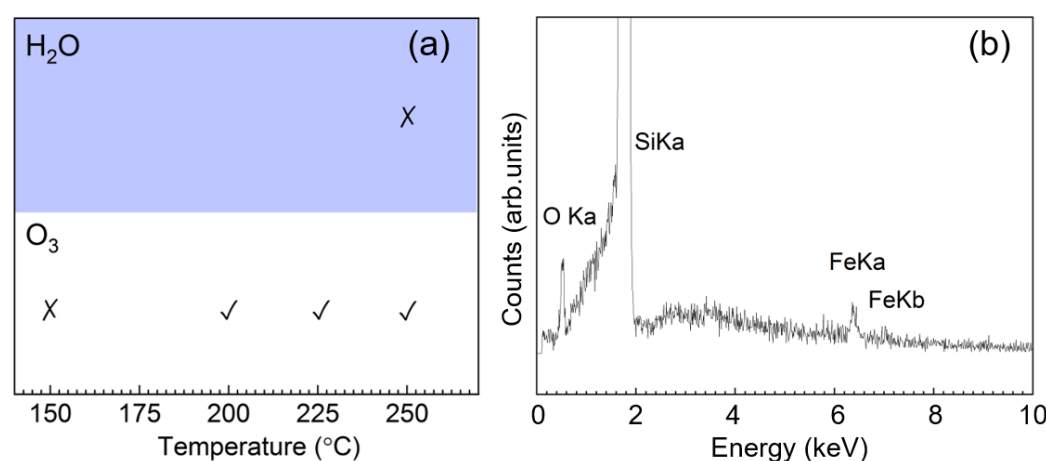 H₂O
(a)
X
O₃
X ✓ ✓ ✓
150 175 200 225 250
Temperature (°C)
(b)
SiKa
O Ka
FeKa
FeKb
Counts (arb.units)
0 2 4 6 8 10
Energy (keV)